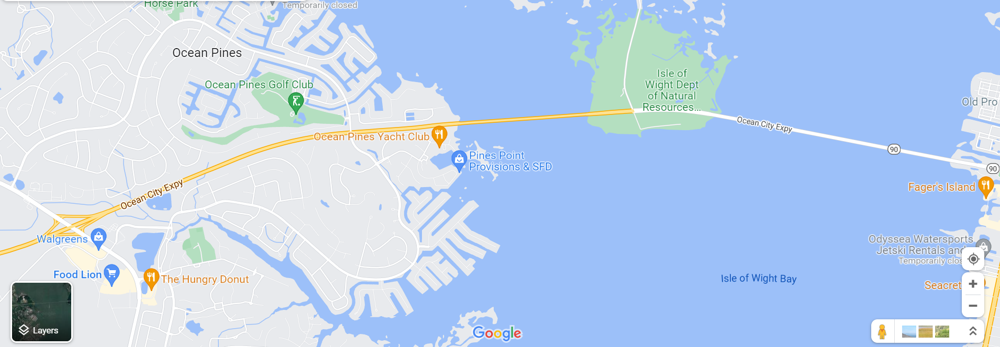 Horse Park
Temporarily closed
Ocean Pines
Ocean Pines Golf Club
Isle of
Wight Dept
of Natural
Resources...
Old Pro
Ocean City Expy
Ocean Pines Yacht Club
Pines Point
Provisions & SFD
90
90
Fager's Island
Ocean City Expy
Walgreens
Odyssea Watersports
Jetski Rentals and
Temporarily clos
Food Lion
The Hungry Donut
Isle of Wight Bay
Seacret
Layers
Google